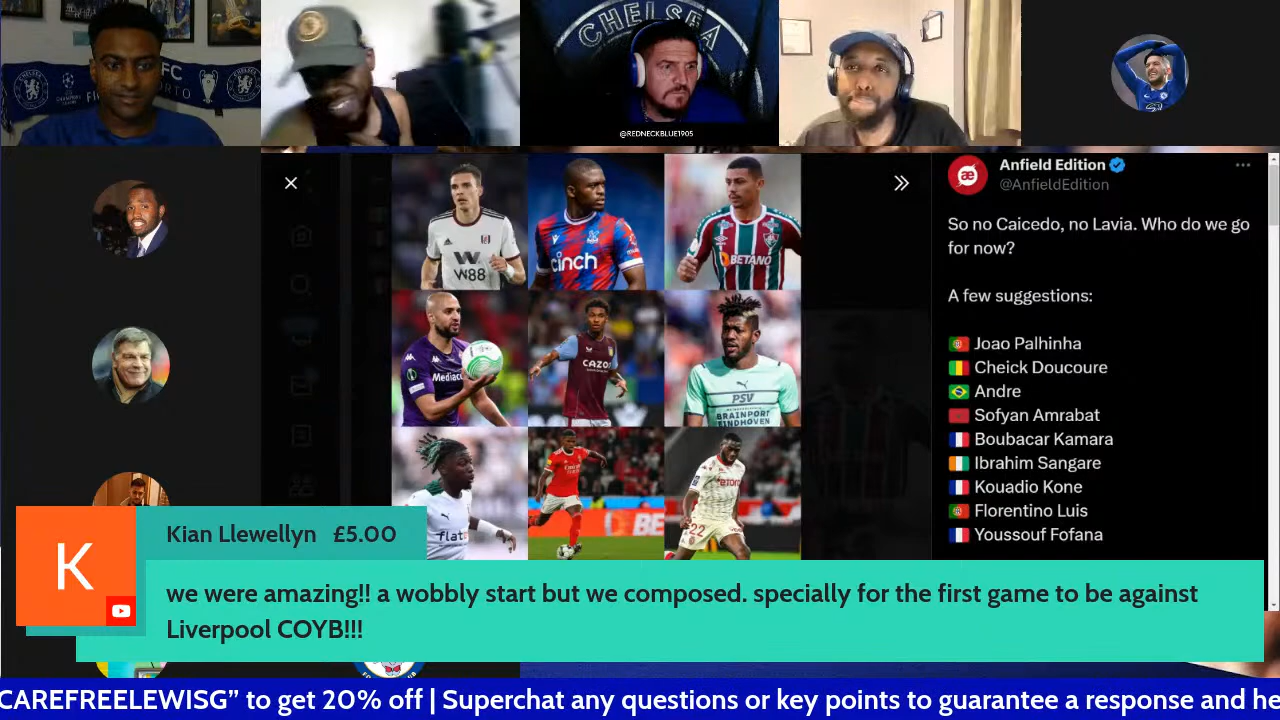 CHELSEA
@REDNECKBLUE1905
Anfield Edition
@AnfieldEdition
So no Caicedo, no Lavia. Who do we go
for now?
A few suggestions:
Joao Palhinha
Cheick Doucoure
Andre
Sofyan Amrabat
Boubacar Kamara
Ibrahim Sangare
Kouadio Kone
Florentino Luis
Youssouf Fofana
W88
cinch
BETANO
Mediaco
CAZOO
PSV
BRAINPORT
EINDHOVEN
flat
BE
K
Kian Llewellyn £5.00
we were amazing!! a wobbly start but we composed. specially for the first game to be against
Liverpool COYB!!!
CAREFREELEWISG” to get 20% off | Superchat any questions or key points to guarantee a response and he